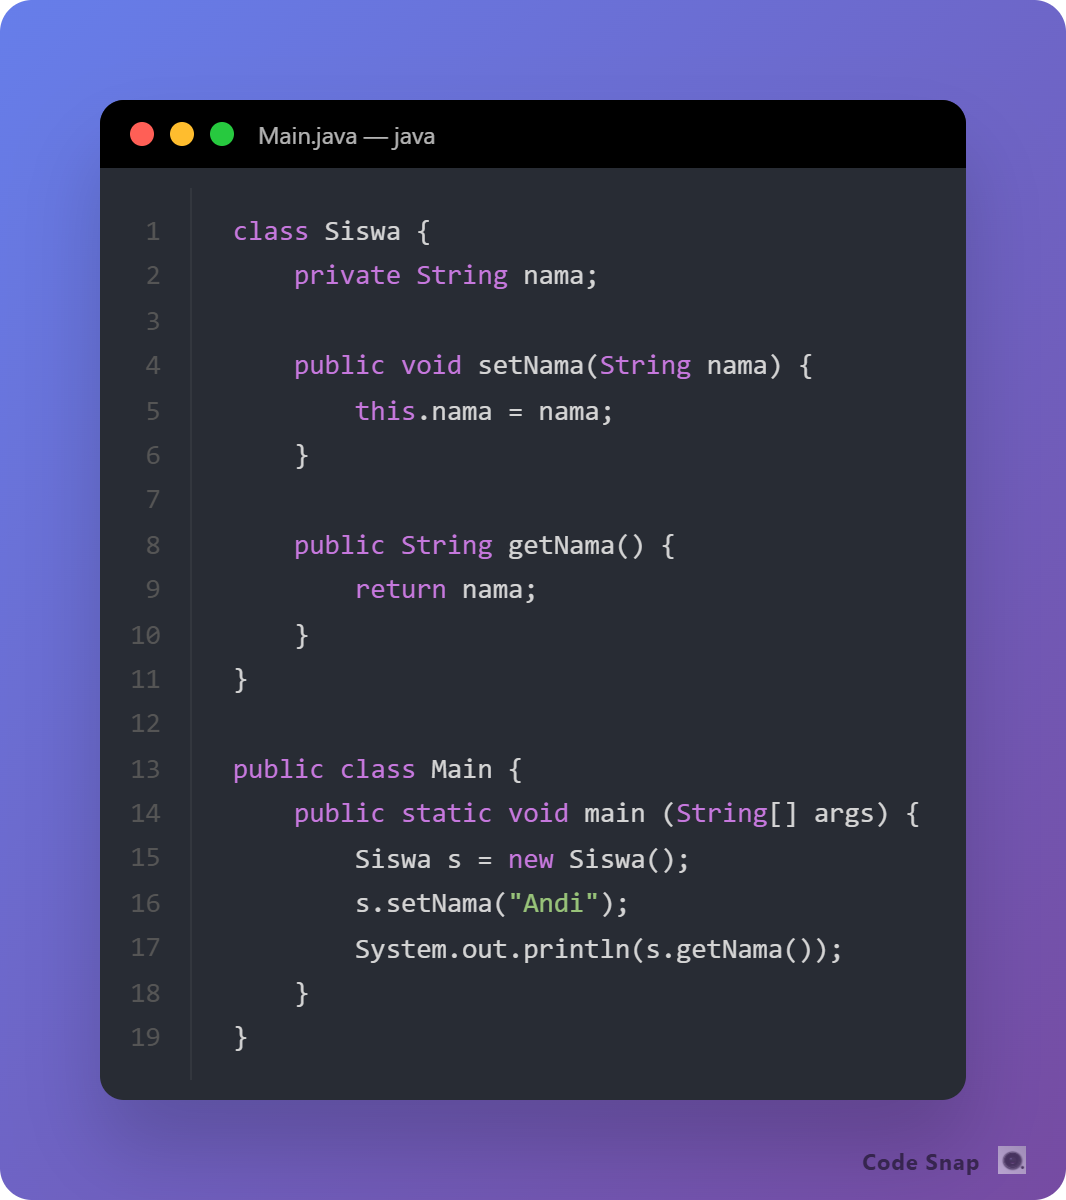 Main.java — java
1 class Siswa {
2     private String nama;
3
4     public void setNama(String nama) {
5         this.nama = nama;
6     }
7
8     public String getNama() {
9         return nama;
10     }
11 }
12
13 public class Main {
14     public static void main (String[] args) {
15         Siswa s = new Siswa();
16         s.setNama("Andi");
17         System.out.println(s.getNama());
18     }
19 }
Code Snap